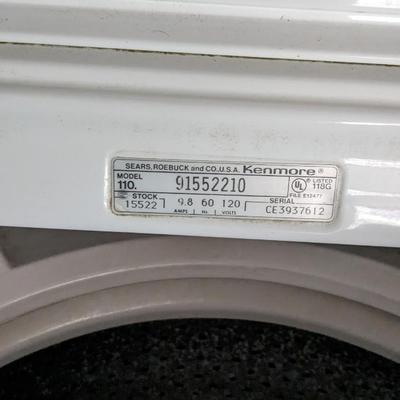 SEARS, ROEBUCK and CO., U.S.A. Kenmore ®
MODEL
110. 91552210
UL ® LISTED
118G
FILE E12477
STOCK SERIAL
15522 9.8 60 120 CE3937612
AMPS Hz VOLTS